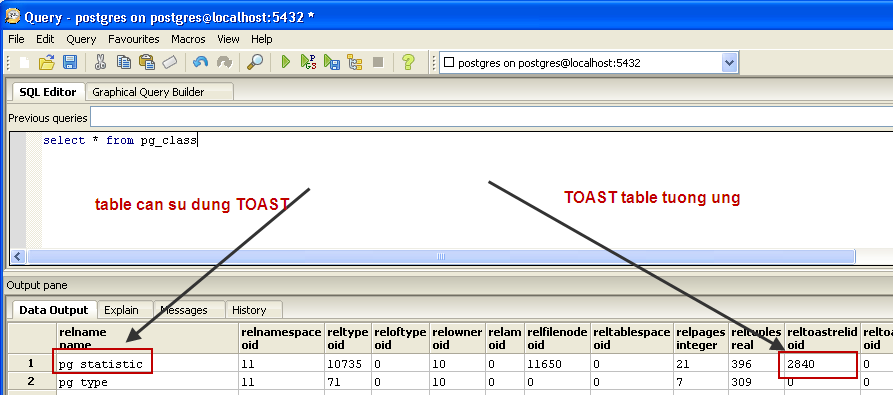 Query - postgres on postgres@localhost:5432 *
File Edit Query Favourites Macros View Help
postgres on postgres@localhost:5432
SQL Editor Graphical Query Builder
Previous queries
select * from pg_class
table can su dung TOAST
TOAST table tuong ung
Output pane
Data Output Explain Messages History
relname relnamespace reltype reloftype relowner relam relfilenode reltablespace relpages reltuples reltoastrelid
name oid oid oid oid oid oid oid integer real oid
1 pg_statistic 11 10735 0 10 0 11650 0 21 396 2840 0
2 pg_type 11 71 0 10 0 0 0 7 309 0 0